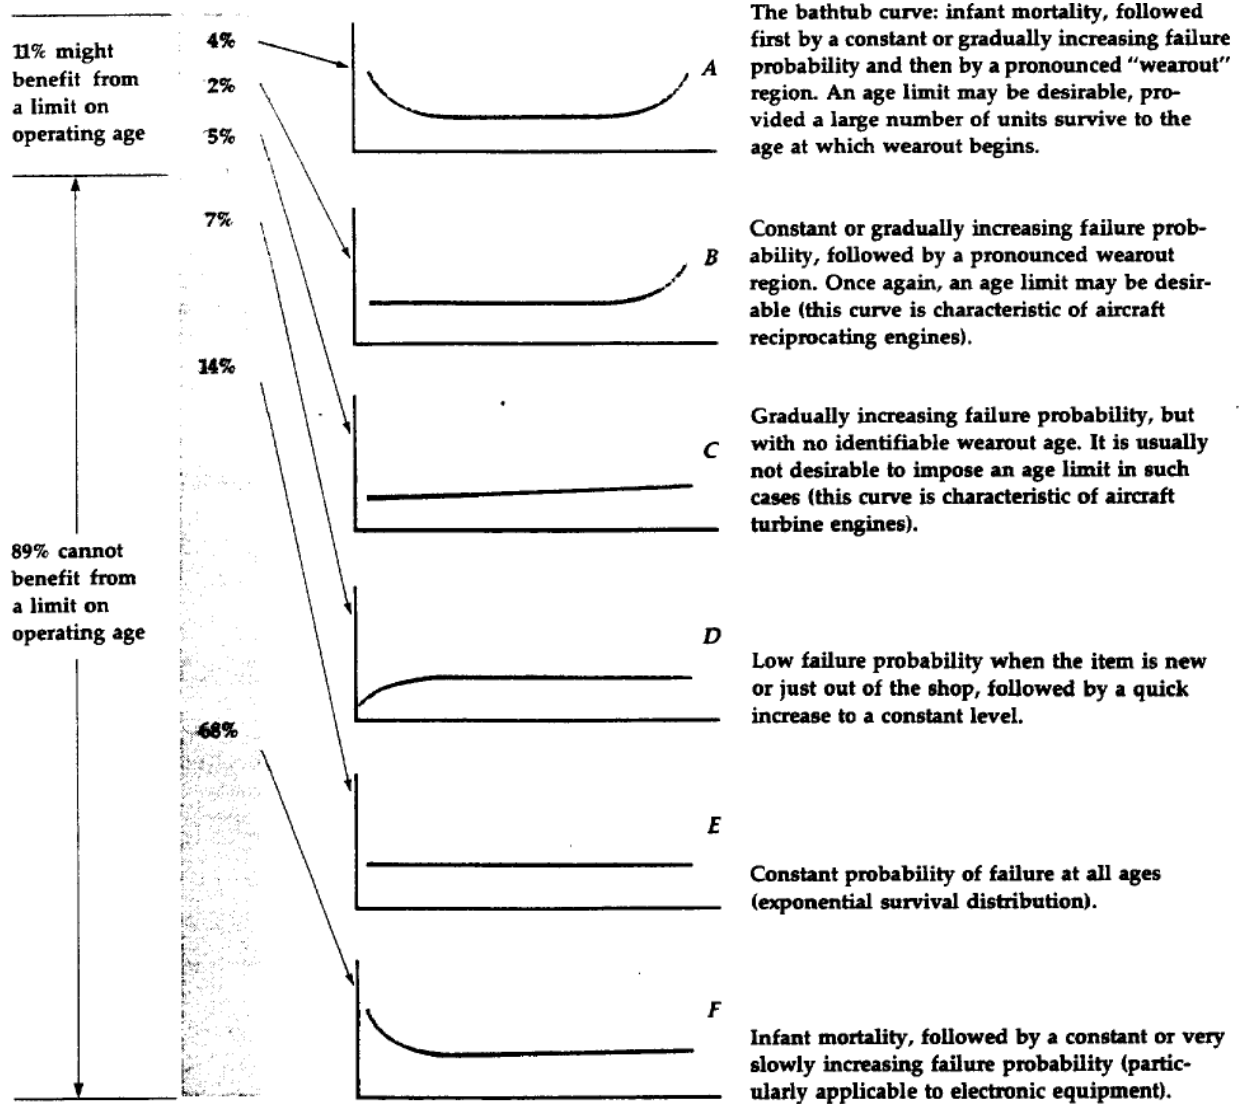 11% might
benefit from
a limit on
operating age
89% cannot
benefit from
a limit on
operating age
4%
2%
5%
7%
14%
68%
A
The bathtub curve: infant mortality, followed
first by a constant or gradually increasing failure
probability and then by a pronounced “wearout”
region. An age limit may be desirable, pro-
vided a large number of units survive to the
age at which wearout begins.
B
Constant or gradually increasing failure prob-
ability, followed by a pronounced wearout
region. Once again, an age limit may be desir-
able (this curve is characteristic of aircraft
reciprocating engines).
C
Gradually increasing failure probability, but
with no identifiable wearout age. It is usually
not desirable to impose an age limit in such
cases (this curve is characteristic of aircraft
turbine engines).
D
Low failure probability when the item is new
or just out of the shop, followed by a quick
increase to a constant level.
E
Constant probability of failure at all ages
(exponential survival distribution).
F
Infant mortality, followed by a constant or very
slowly increasing failure probability (partic-
ularly applicable to electronic equipment).